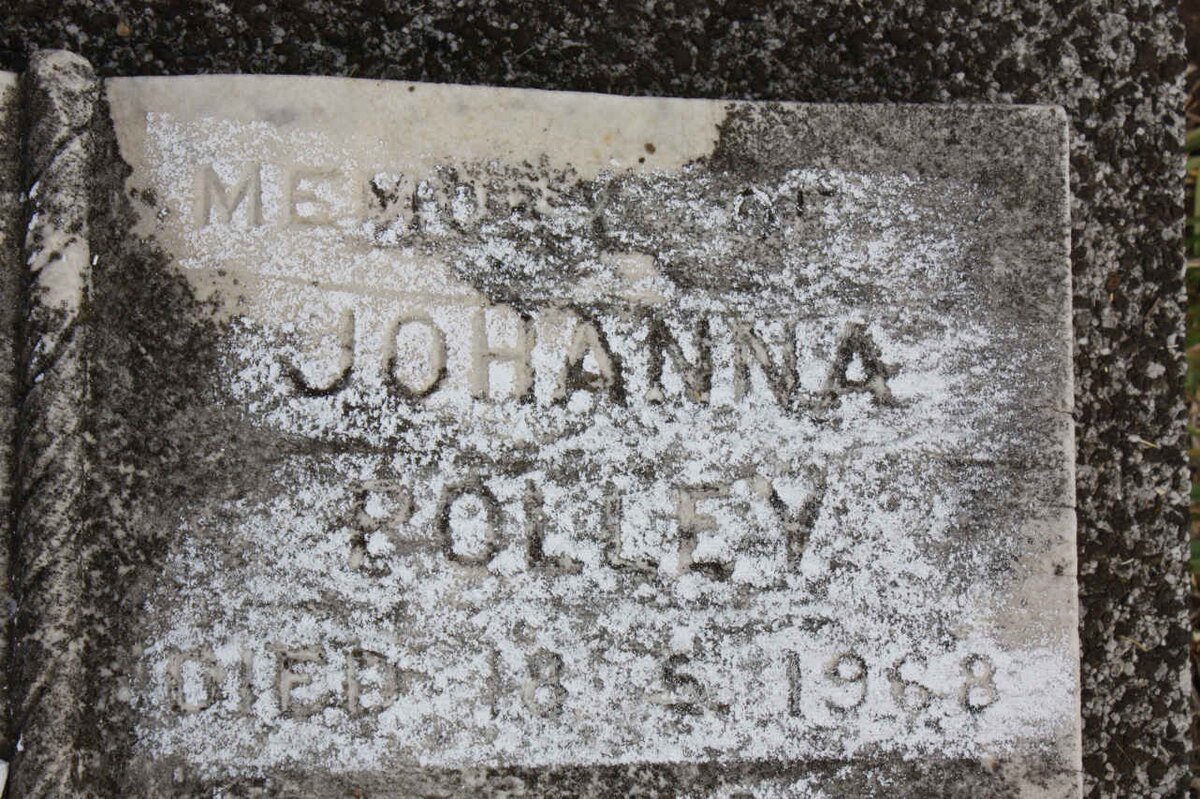 MEMORY OF
JOHANNA
ROLLEY
DIED 18 5 1968